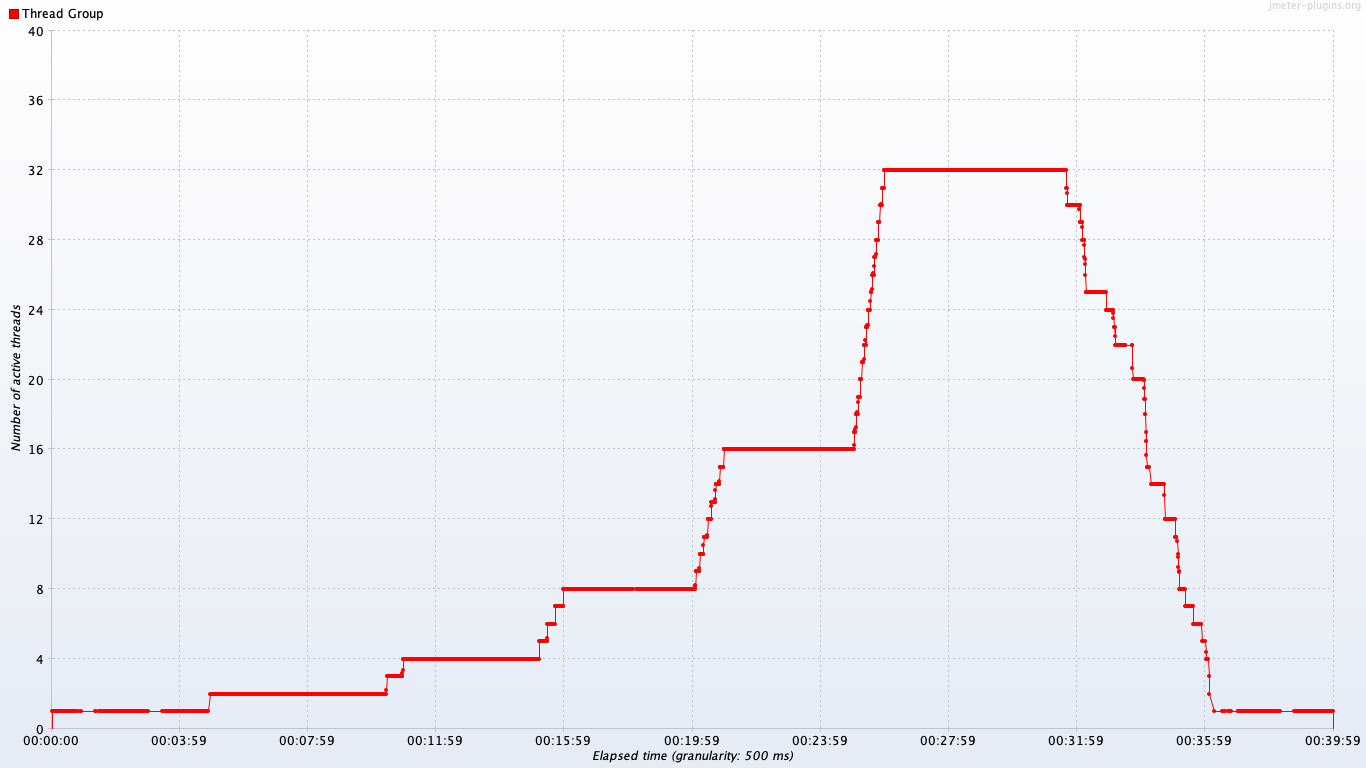 Thread Group
jmeter-plugins.org
40
36
32
28
24
20
16
12
8
4
0
Number of active threads
00:00:00 00:03:59 00:07:59 00:11:59 00:15:59 00:19:59 00:23:59 00:27:59 00:31:59 00:35:59 00:39:59
Elapsed time (granularity: 500 ms)